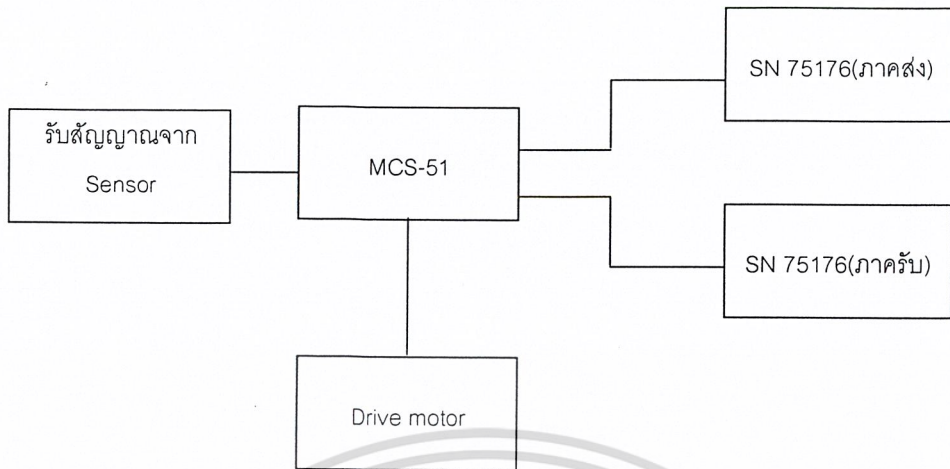 SN 75176(ภาคส่ง)
รับสัญญาณจาก
Sensor
MCS-51
SN 75176(ภาครับ)
Drive motor